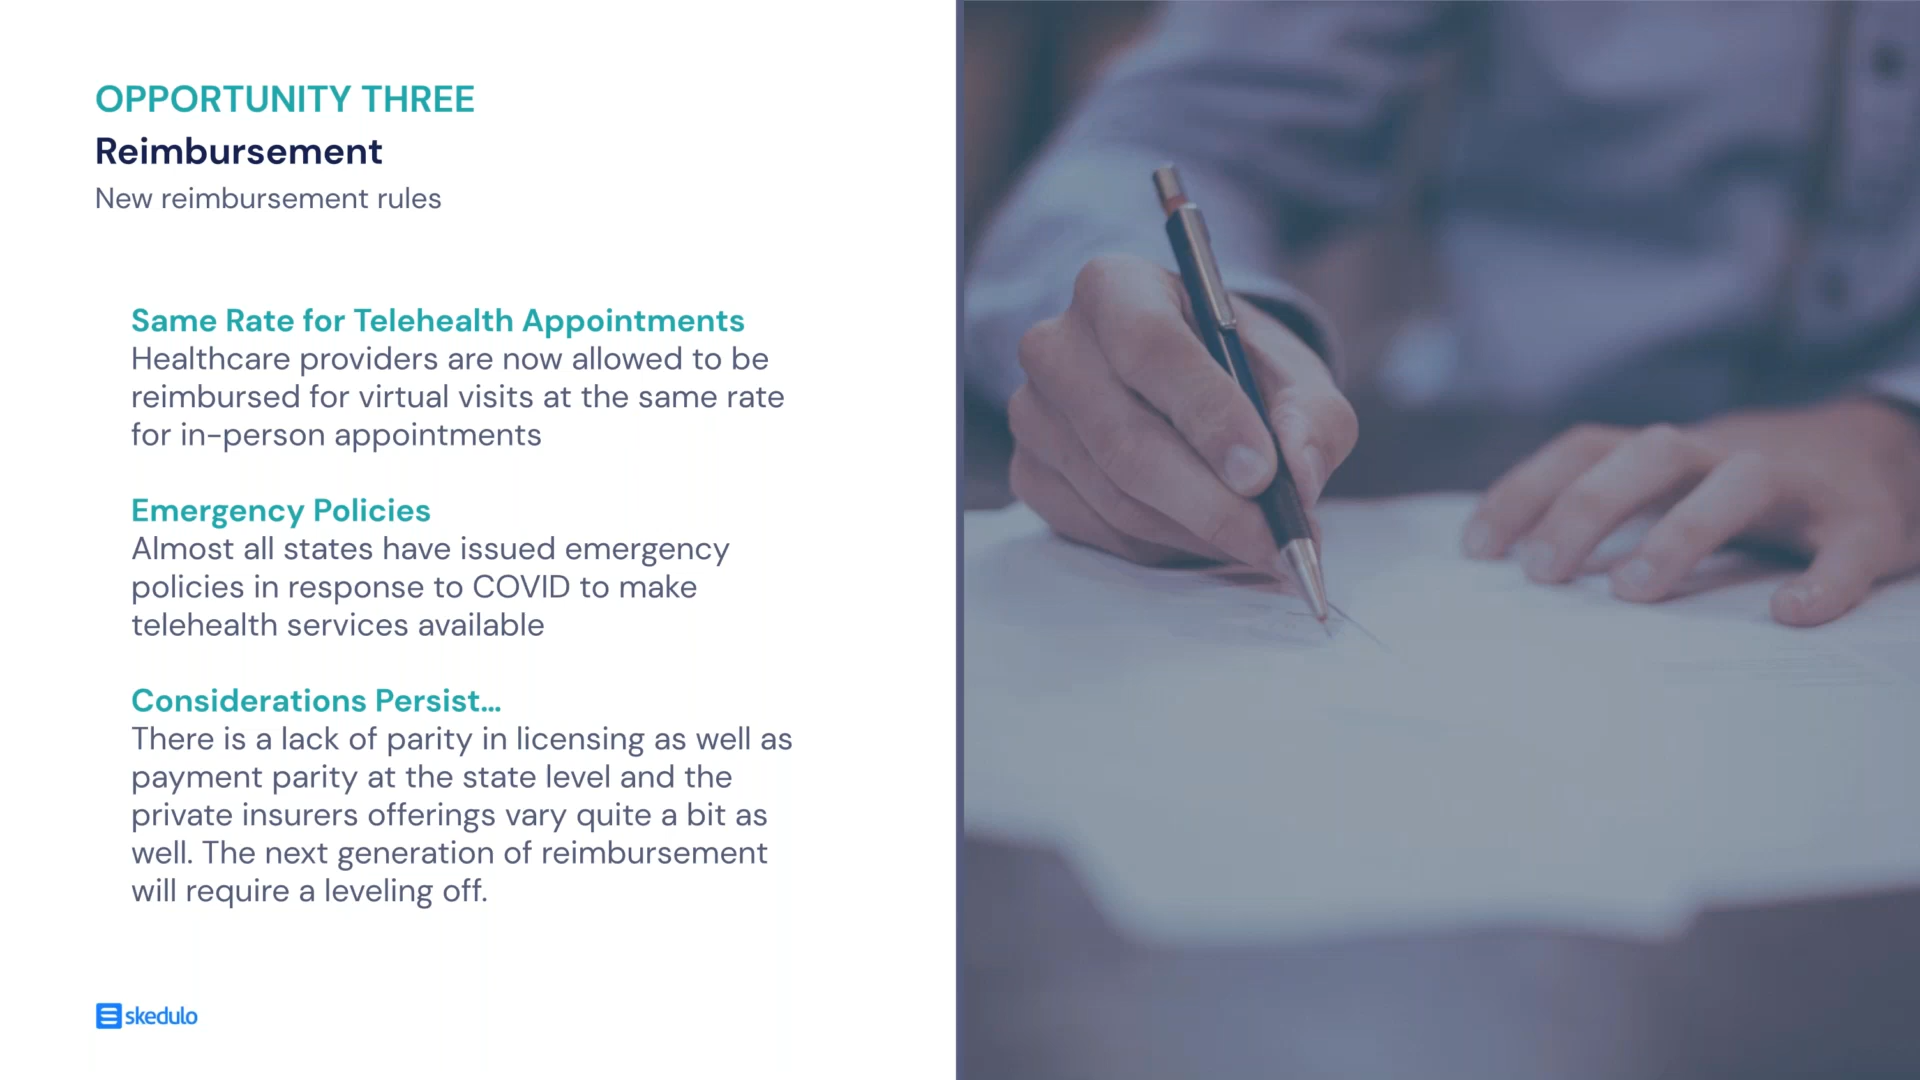 OPPORTUNITY THREE
Reimbursement
New reimbursement rules
Same Rate for Telehealth Appointments
Healthcare providers are now allowed to be
reimbursed for virtual visits at the same rate
for in-person appointments
Emergency Policies
Almost all states have issued emergency
policies in response to COVID to make
telehealth services available
Considerations Persist...
There is a lack of parity in licensing as well as
payment parity at the state level and the
private insurers offerings vary quite a bit as
well. The next generation of reimbursement
will require a leveling off.
skedulo